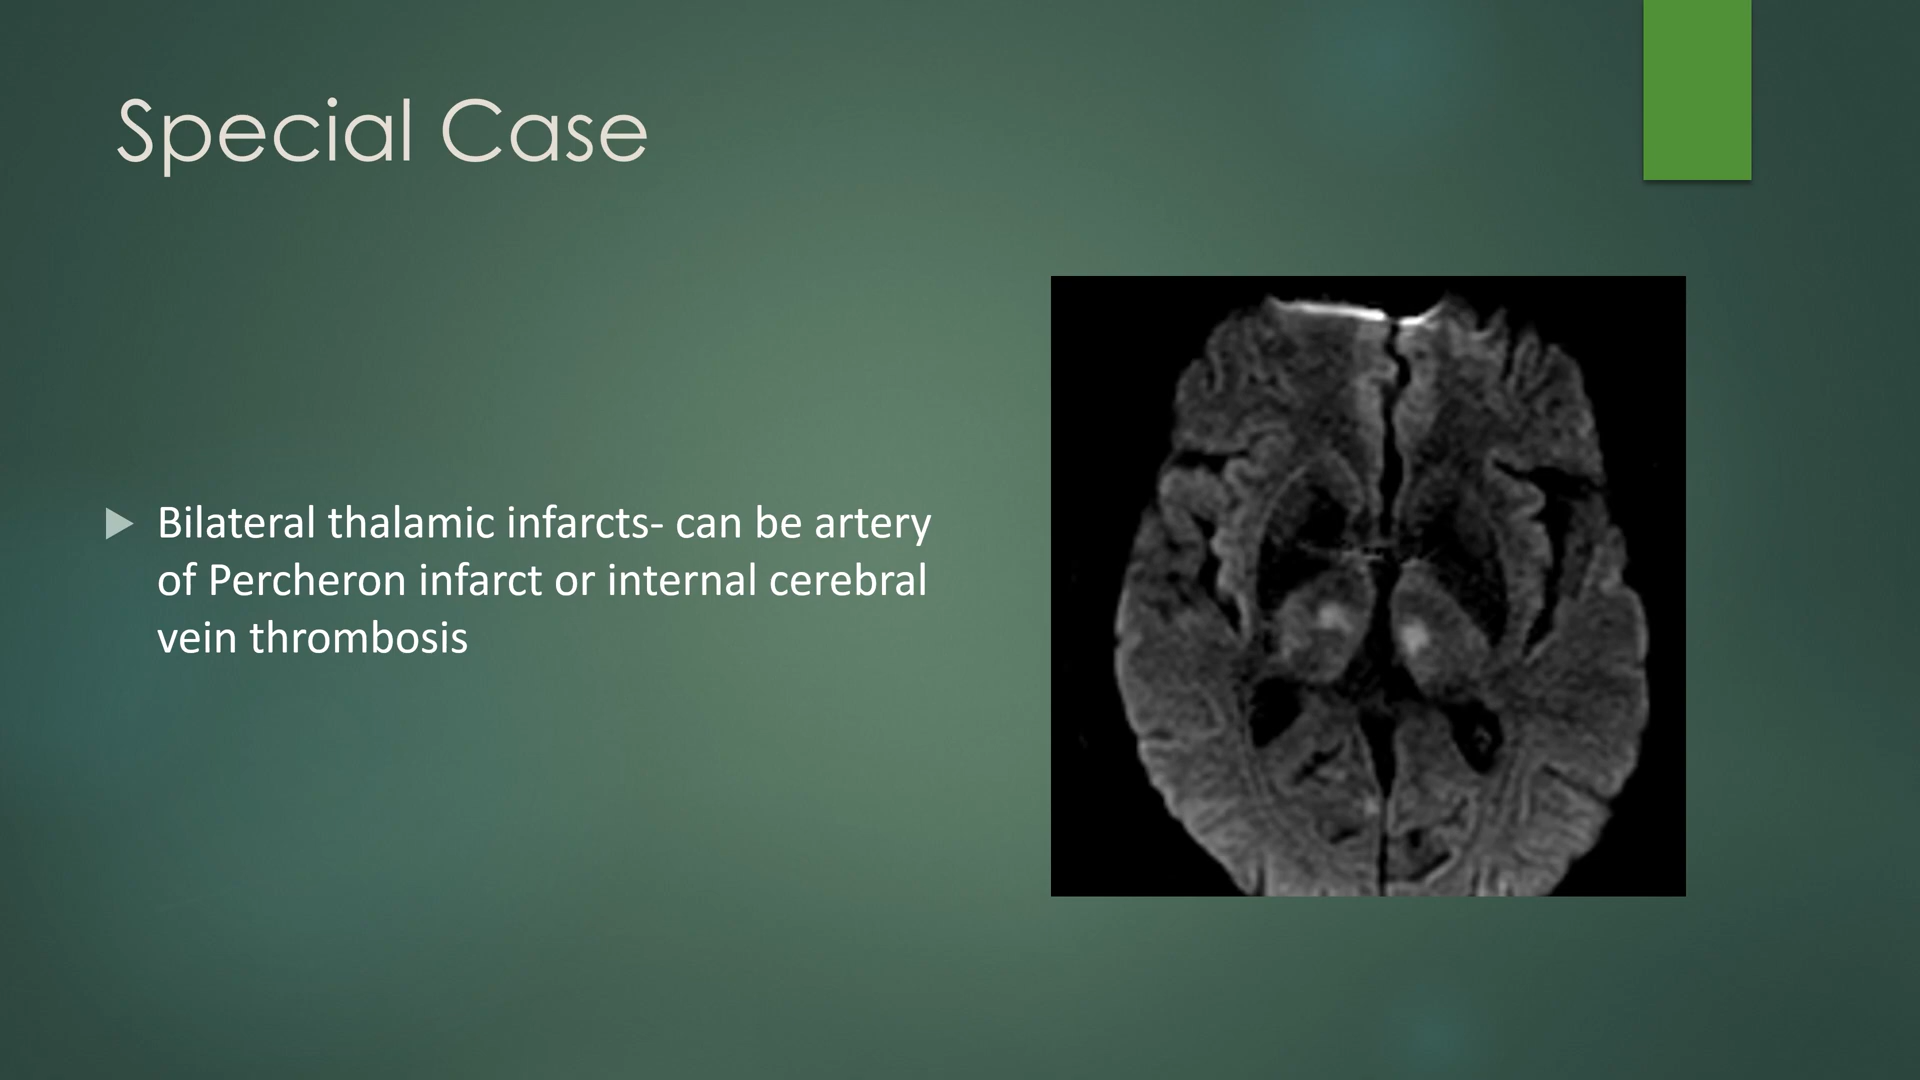 Special Case
Bilateral thalamic infarcts- can be artery
of Percheron infarct or internal cerebral
vein thrombosis